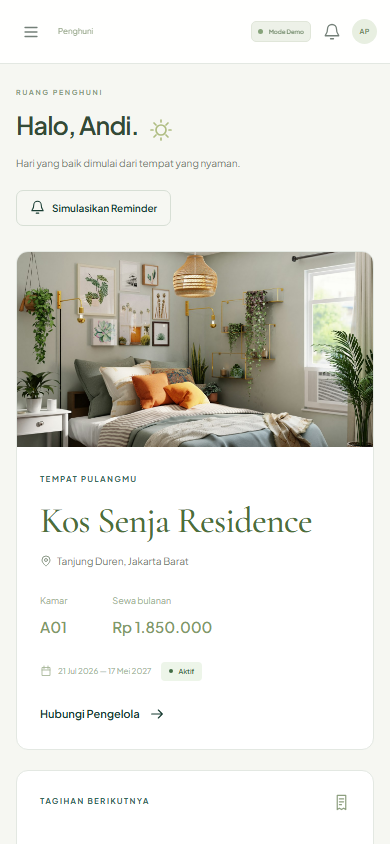 Penghuni
Mode Demo
AP
RUANG PENGHUNI
Halo, Andi.
Hari yang baik dimulai dari tempat yang nyaman.
Simulasikan Reminder
TEMPAT PULANGMU
Kos Senja Residence
Tanjung Duren, Jakarta Barat
Kamar Sewa bulanan
A01 Rp 1.850.000
21 Jul 2026 — 17 Mei 2027 Aktif
Hubungi Pengelola
TAGIHAN BERIKUTNYA